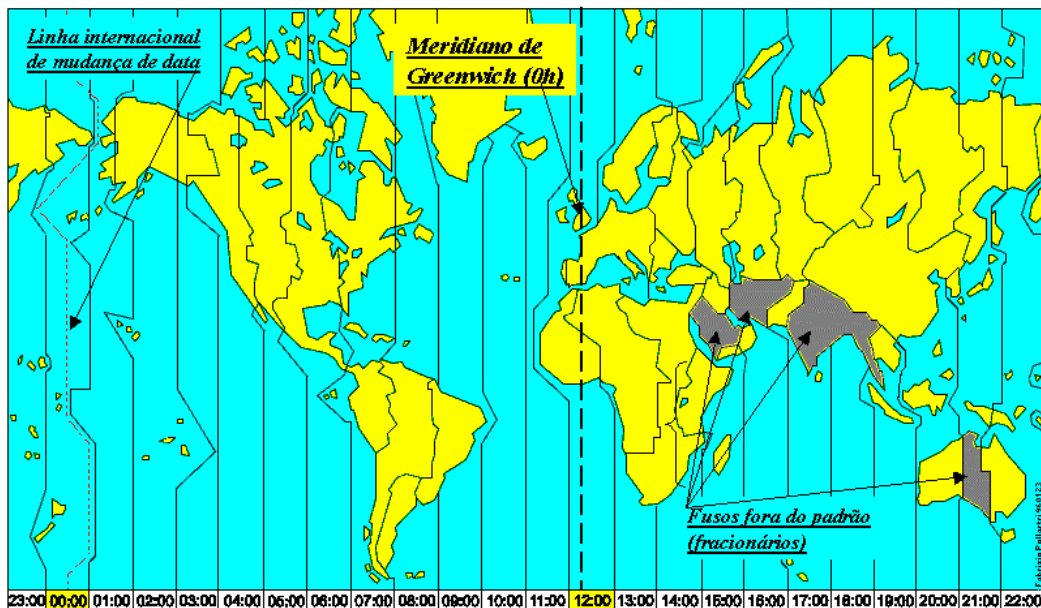 Linha internacional
de mudança de data
Meridiano de
Greenwich (0h)
Fusos fora do padrão
(fracionários)
23:00 00:00 01:00 02:00 03:00 04:00 05:00 06:00 07:00 08:00 09:00 10:00 11:00 12:00 13:00 14:00 15:00 16:00 17:00 18:00 19:00 20:00 21:00 22:00